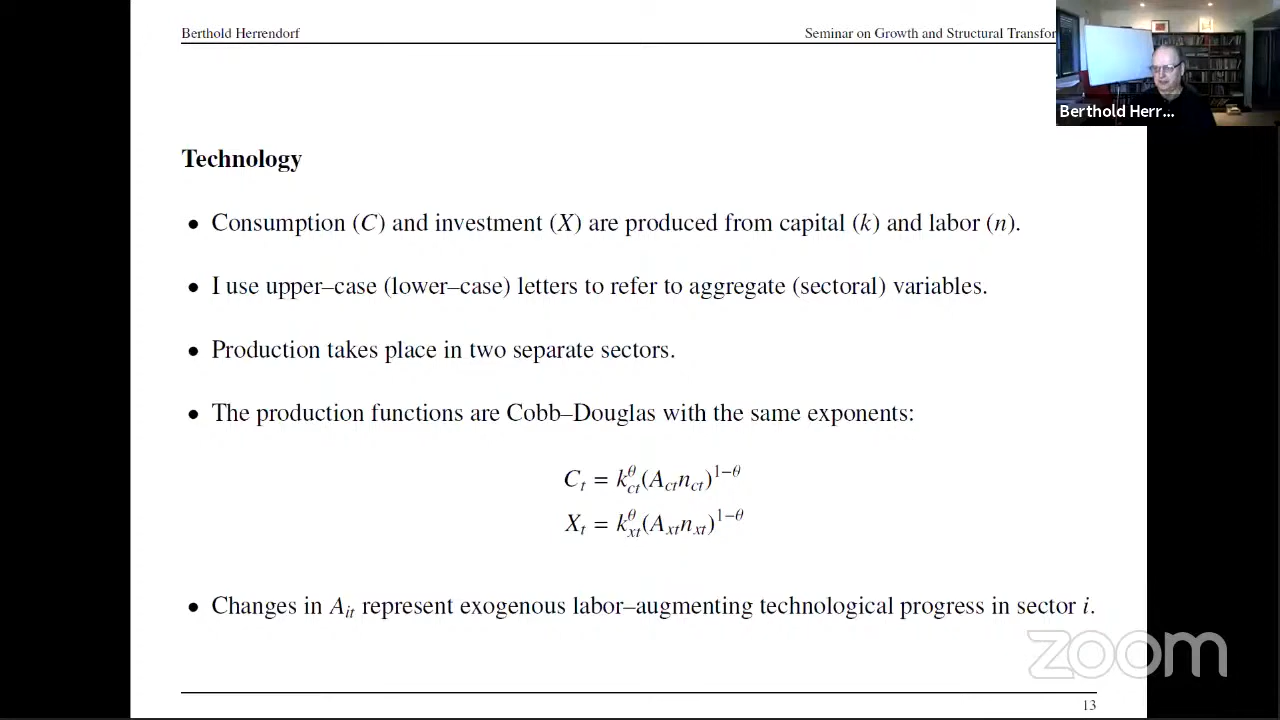 Berthold Herrendorf
Seminar on Growth and Structural Transfor
Berthold Herr...
Technology
• Consumption (C) and investment (X) are produced from capital (k) and labor (n).
• I use upper–case (lower–case) letters to refer to aggregate (sectoral) variables.
• Production takes place in two separate sectors.
• The production functions are Cobb–Douglas with the same exponents:
C_t = k_{ct}^θ (A_{ct} n_{ct})^{1−θ}
X_t = k_{xt}^θ (A_{xt} n_{xt})^{1−θ}
• Changes in A_{it} represent exogenous labor–augmenting technological progress in sector i.
zoom
13